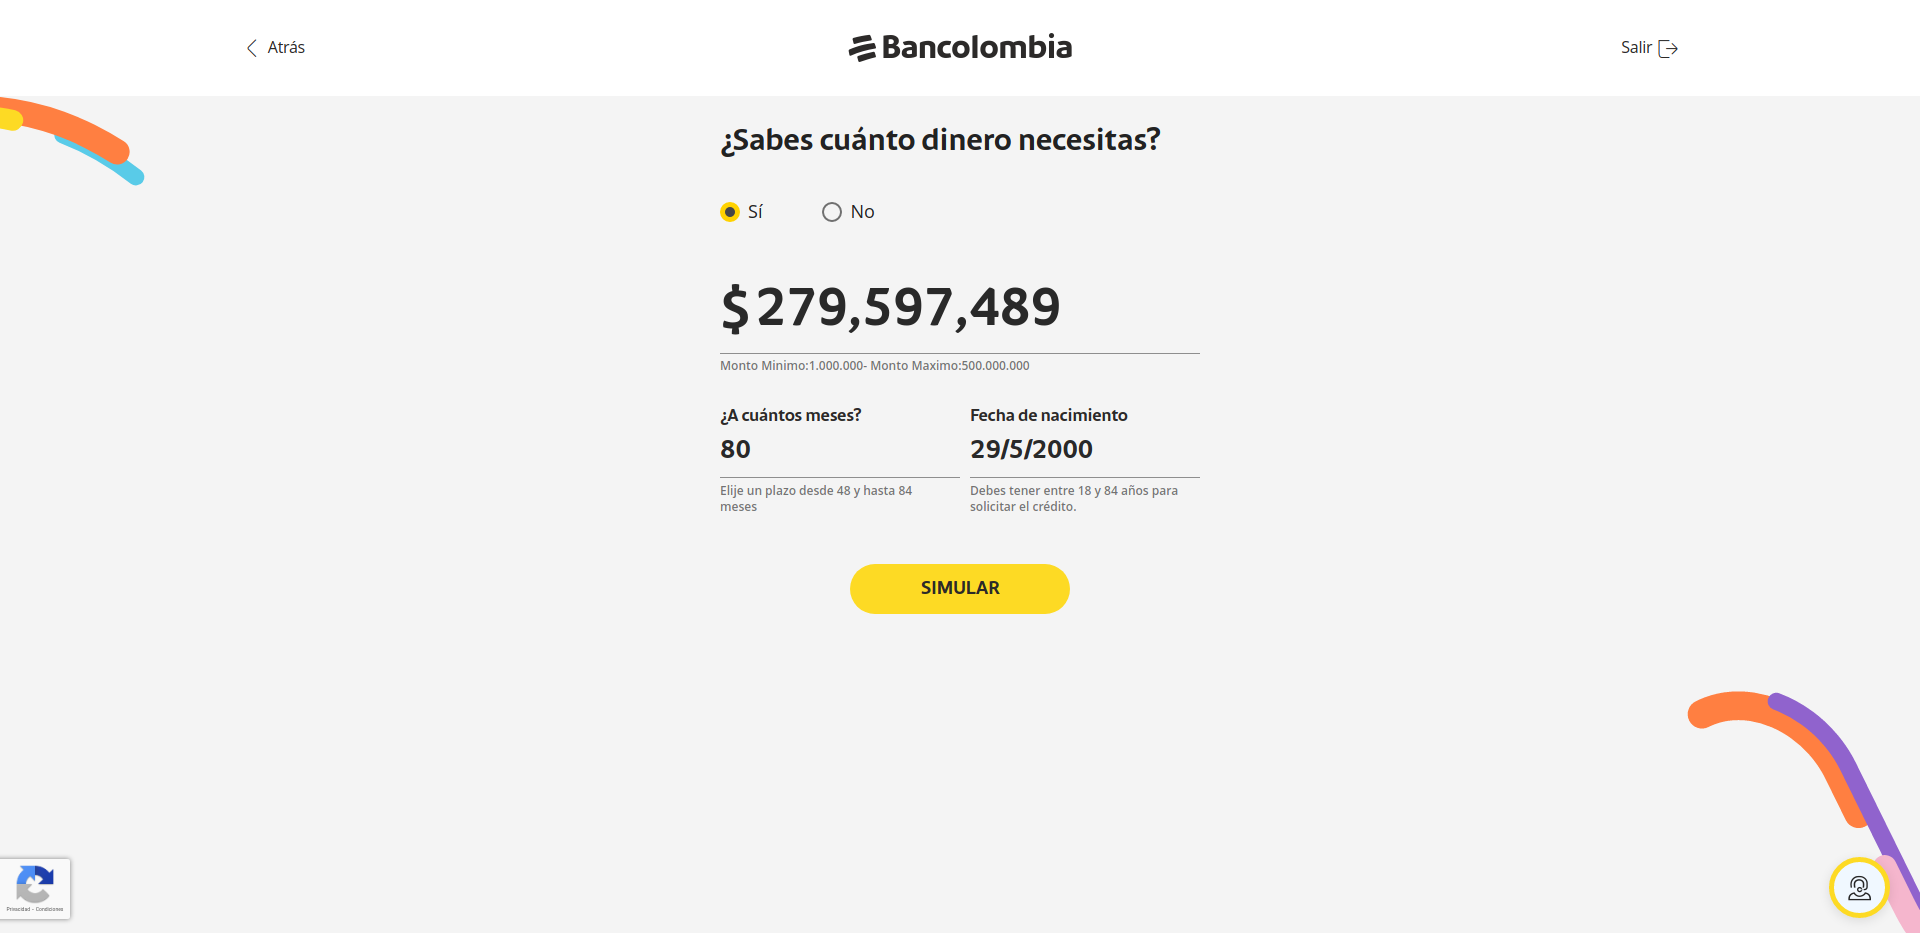 Atrás
Bancolombia
Salir
¿Sabes cuánto dinero necesitas?
Sí
No
$ 279,597,489
Monto Minimo:1.000.000- Monto Maximo:500.000.000
¿A cuántos meses?
Fecha de nacimiento
80
29/5/2000
Elije un plazo desde 48 y hasta 84
meses
Debes tener entre 18 y 84 años para
solicitar el crédito.
SIMULAR
Privacidad - Condiciones